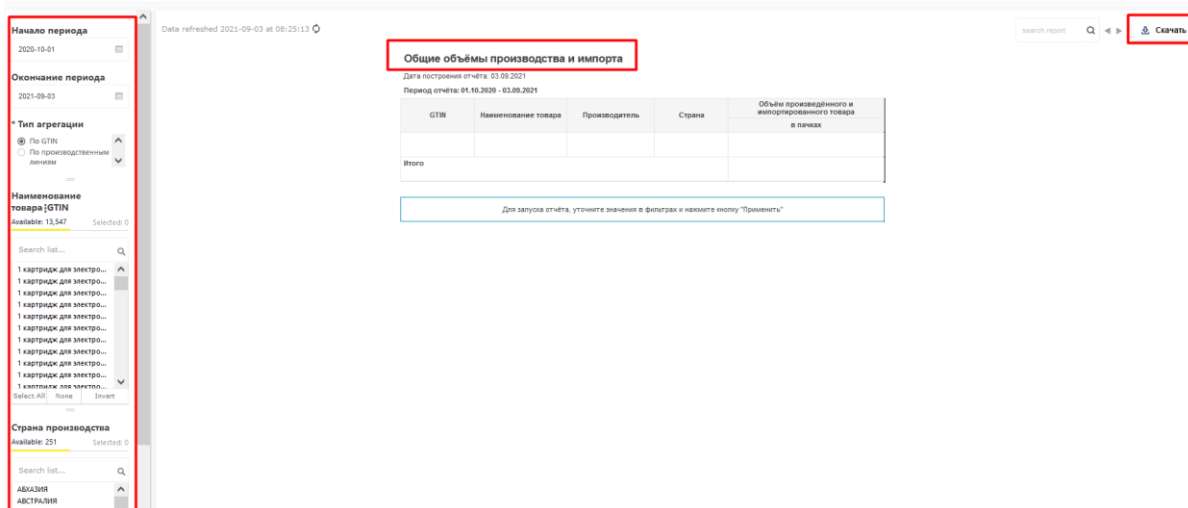 Начало периода
2020-10-01
Окончание периода
2021-09-03
* Тип агрегации
По GTIN
По производственным
линиям
Наименование
товара¦GTIN
Available: 13,547 Selected: 0
Search list...
1 картридж для электро...
1 картридж для электро...
1 картридж для электро...
1 картридж для электро...
1 картридж для электро...
1 картридж для электро...
1 картридж для электро...
1 картридж для электро...
1 картридж для электро...
1 картридж для электро...
1 картридж для электро...
Select All None Invert
Страна производства
Available: 251 Selected: 0
Search list...
АБХАЗИЯ
АВСТРАЛИЯ
Data refreshed 2021-09-03 at 08:25:13
search report
Скачать
Общие объёмы производства и импорта
Дата построения отчёта: 03.09.2021
Период отчёта: 01.10.2020 - 03.09.2021
GTIN Наименование товара Производитель Страна Объём произведённого и
импортированного товара
в пачках
Итого
Для запуска отчёта, уточните значения в фильтрах и нажмите кнопку "Применить"